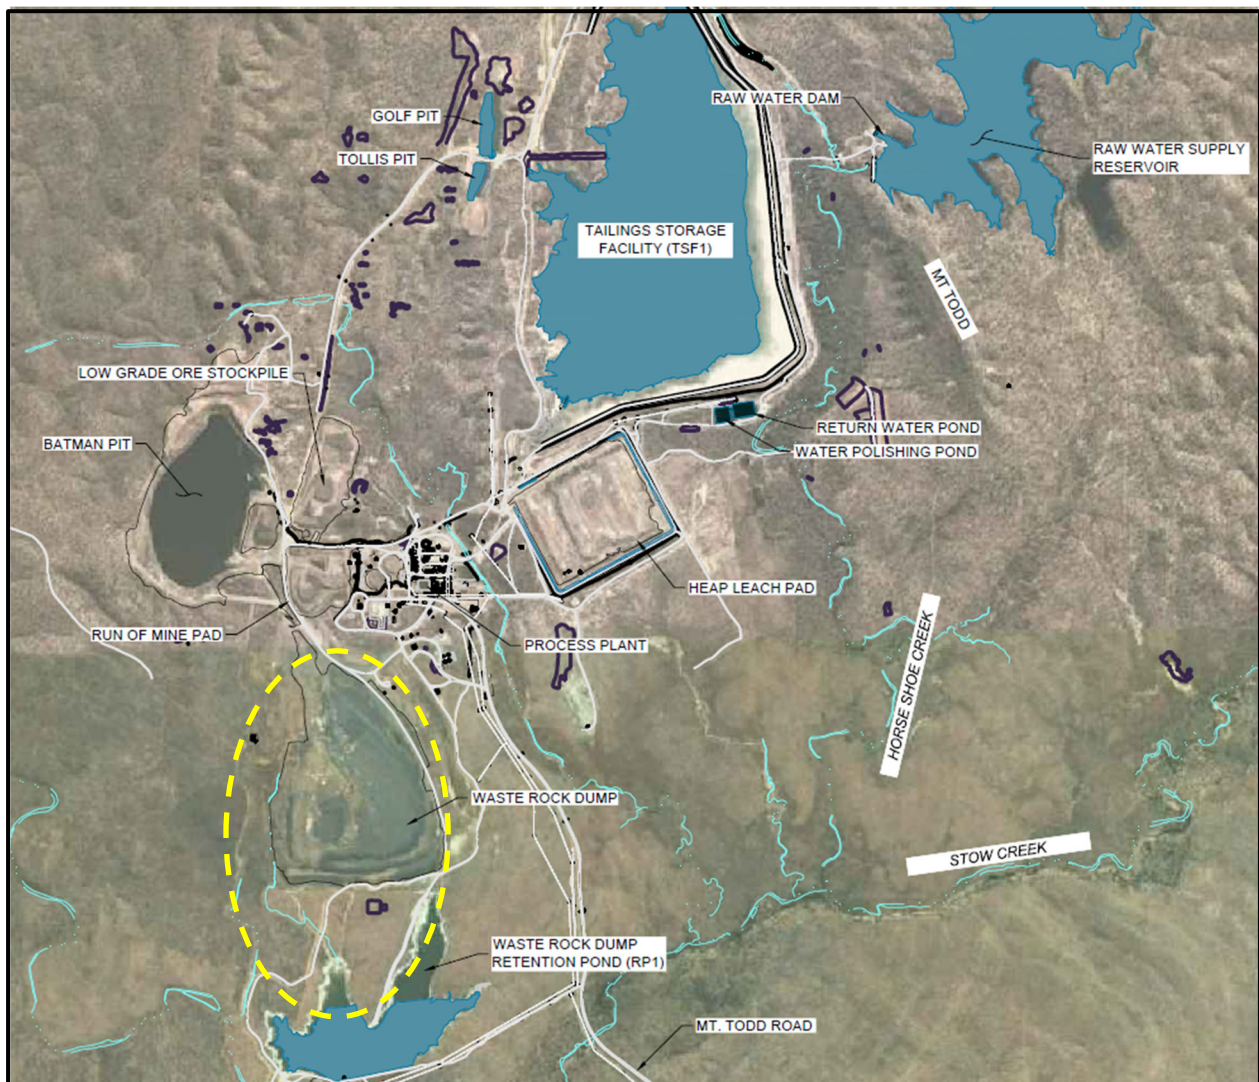 RAW WATER DAM
GOLF PIT
TOLLIS PIT
RAW WATER SUPPLY
RESERVOIR
TAILINGS STORAGE
FACILITY (TSF1)
MT TODD
LOW GRADE ORE STOCKPILE
BATMAN PIT
RETURN WATER POND
WATER POLISHING POND
HEAP LEACH PAD
RUN OF MINE PAD
PROCESS PLANT
HORSE SHOE CREEK
WASTE ROCK DUMP
STOW CREEK
WASTE ROCK DUMP
RETENTION POND (RP1)
MT. TODD ROAD